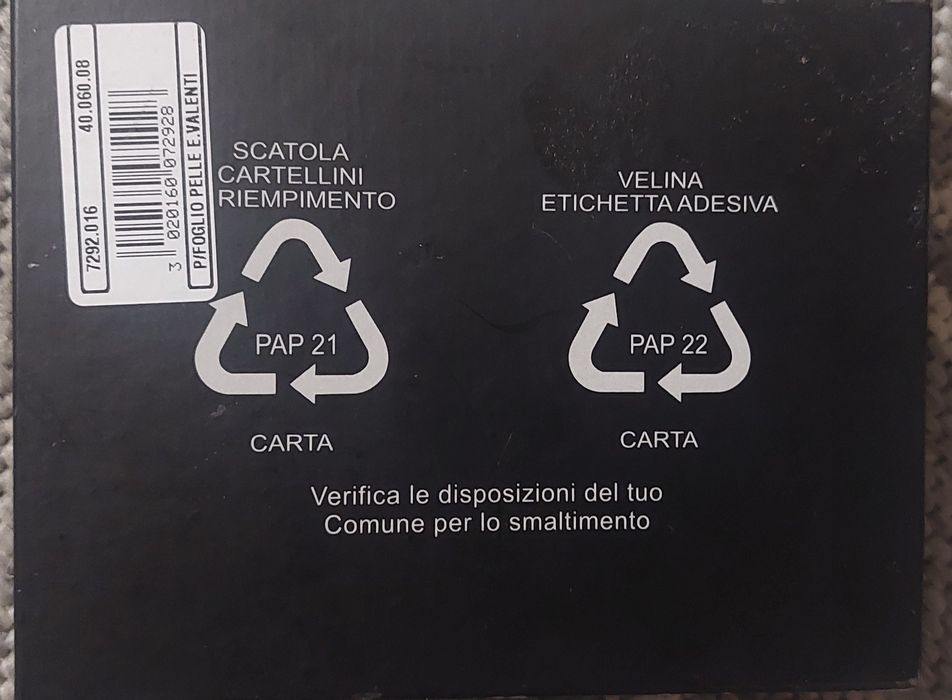 7292.016 40.060.08
3 020160 072928
P/FOGLIO PELLE E.VALENTI
SCATOLA
CARTELLINI
RIEMPIMENTO
PAP 21
CARTA
VELINA
ETICHETTA ADESIVA
PAP 22
CARTA
Verifica le disposizioni del tuo
Comune per lo smaltimento